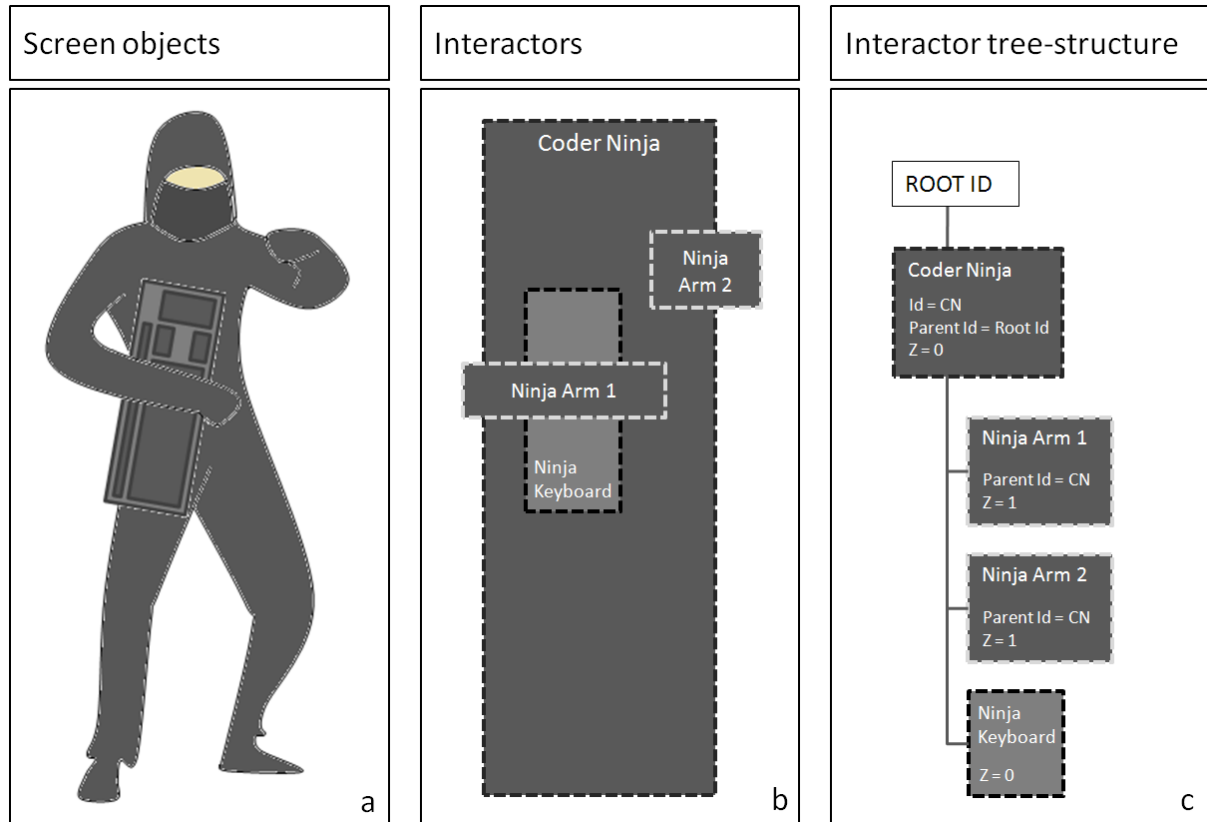 Screen objects
Interactors
Interactor tree-structure
a
Coder Ninja
Ninja
Arm 2
Ninja Arm 1
Ninja
Keyboard
b
ROOT ID
Coder Ninja
Id = CN
Parent Id = Root Id
Z = 0
Ninja Arm 1
Parent Id = CN
Z = 1
Ninja Arm 2
Parent Id = CN
Z = 1
Ninja
Keyboard
Z = 0
c